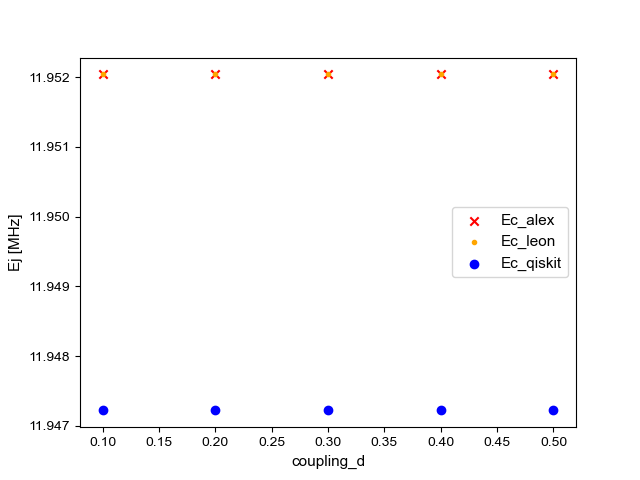 11.952
11.951
11.950
11.949
11.948
11.947
Ej [MHz]
Ec_alex
Ec_leon
Ec_qiskit
0.10 0.15 0.20 0.25 0.30 0.35 0.40 0.45 0.50
coupling_d